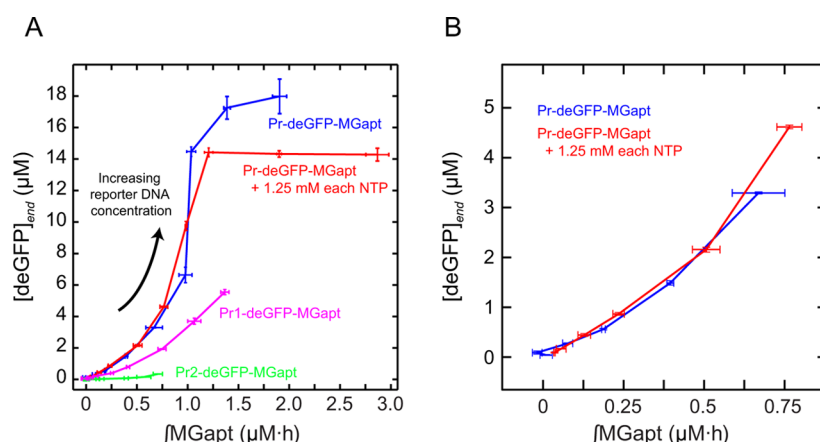 A
[deGFP]end (μM)
18
16
14
12
10
8
6
4
2
0
Increasing
reporter DNA
concentration
Pr-deGFP-MGapt
Pr-deGFP-MGapt
+ 1.25 mM each NTP
Pr1-deGFP-MGapt
Pr2-deGFP-MGapt
0 0.5 1.0 1.5 2.0 2.5 3.0
∫MGapt (μM·h)
B
[deGFP]end (μM)
5
4
3
2
1
0
Pr-deGFP-MGapt
Pr-deGFP-MGapt
+ 1.25 mM each NTP
0 0.25 0.5 0.75
∫MGapt (μM·h)